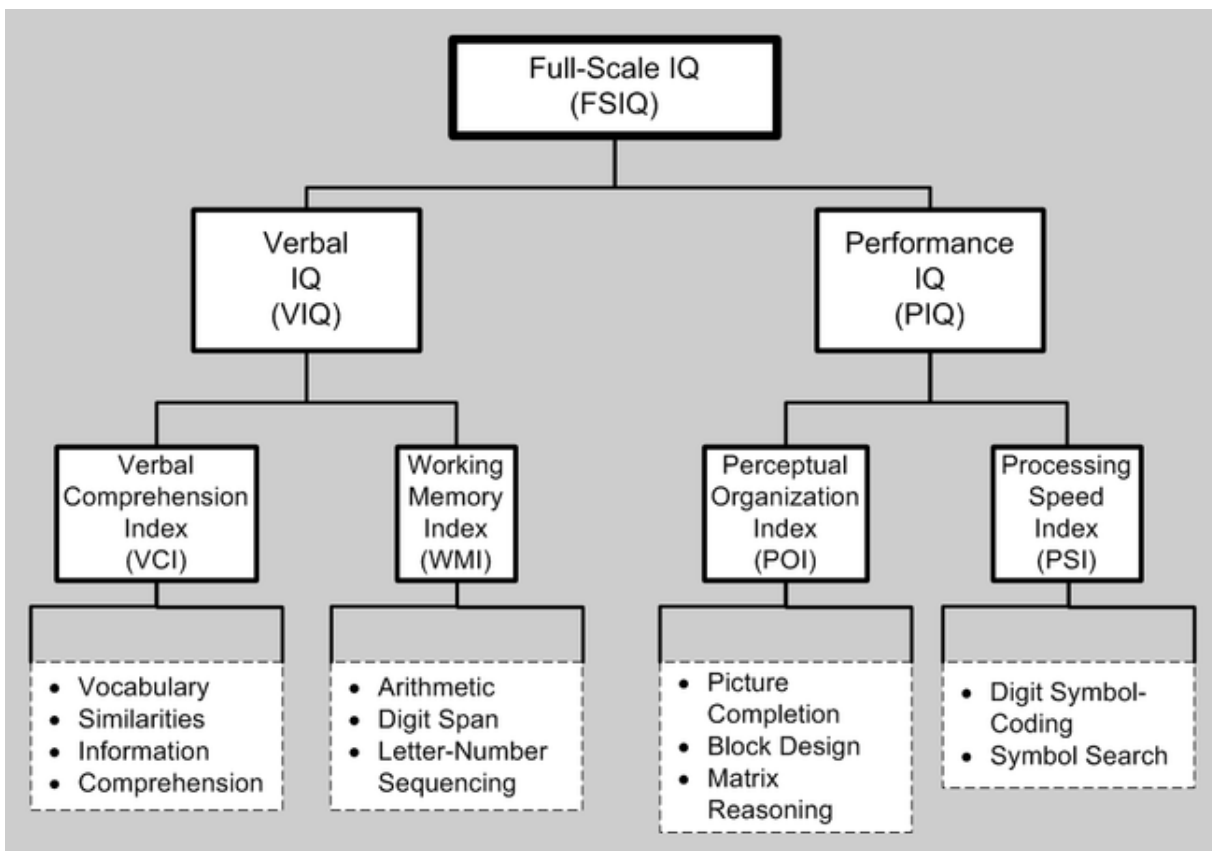 Full-Scale IQ
(FSIQ)
Verbal
IQ
(VIQ)
Performance
IQ
(PIQ)
Verbal
Comprehension
Index
(VCI)
Working
Memory
Index
(WMI)
Perceptual
Organization
Index
(POI)
Processing
Speed
Index
(PSI)
• Vocabulary
• Similarities
• Information
• Comprehension
• Arithmetic
• Digit Span
• Letter-Number
Sequencing
• Picture
Completion
• Block Design
• Matrix
Reasoning
• Digit Symbol-
Coding
• Symbol Search